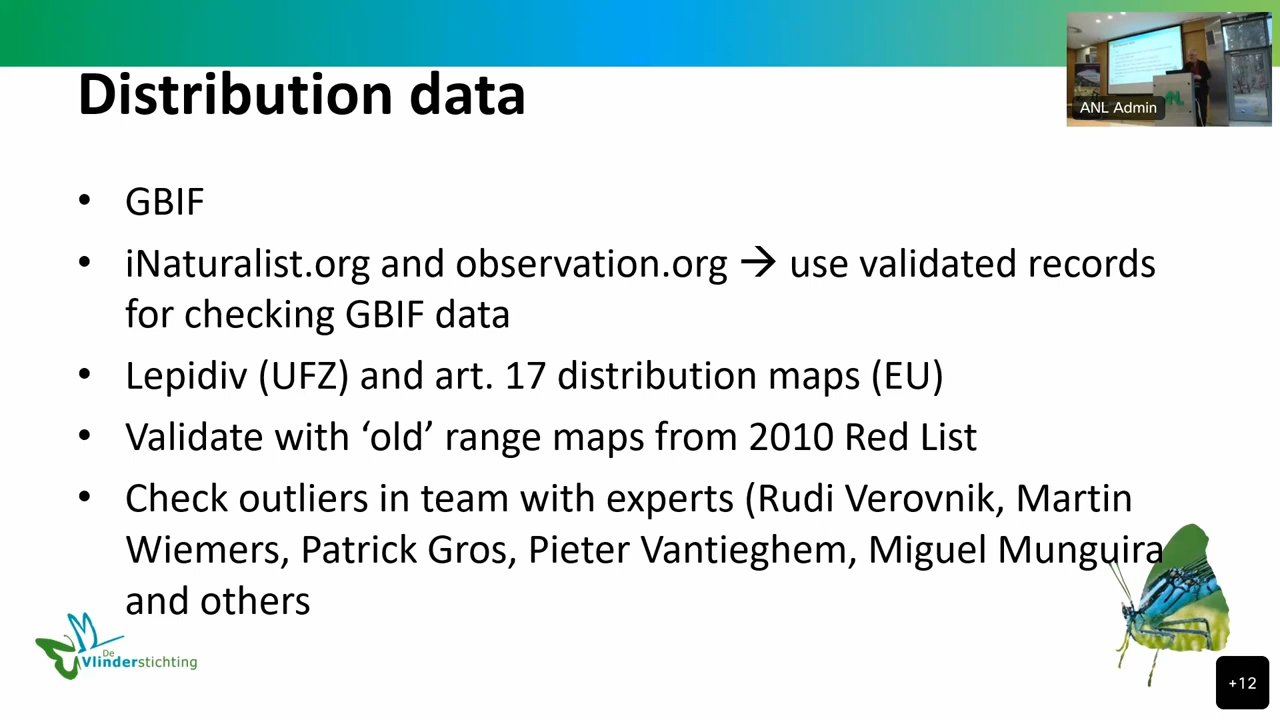 Distribution data
ANL Admin
• GBIF
• iNaturalist.org and observation.org → use validated records
for checking GBIF data
• Lepidiv (UFZ) and art. 17 distribution maps (EU)
• Validate with ‘old’ range maps from 2010 Red List
• Check outliers in team with experts (Rudi Verovnik, Martin
Wiemers, Patrick Gros, Pieter Vantieghem, Miguel Munguira
and others
De
Vlinderstichting
+12